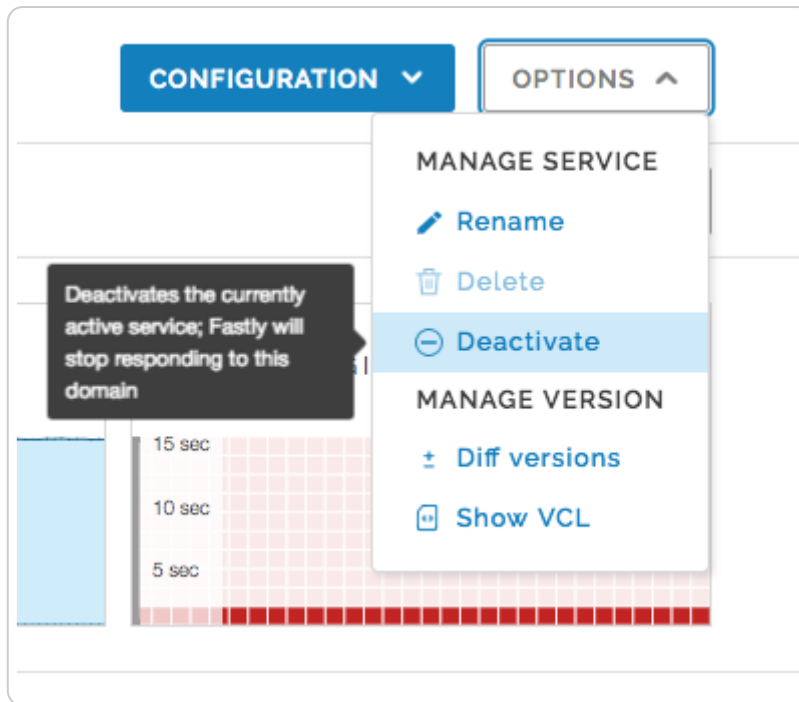 CONFIGURATION
OPTIONS
MANAGE SERVICE
Rename
Delete
Deactivates the currently
active service; Fastly will
stop responding to this
domain
Deactivate
MANAGE VERSION
15 sec
Diff versions
10 sec
Show VCL
5 sec